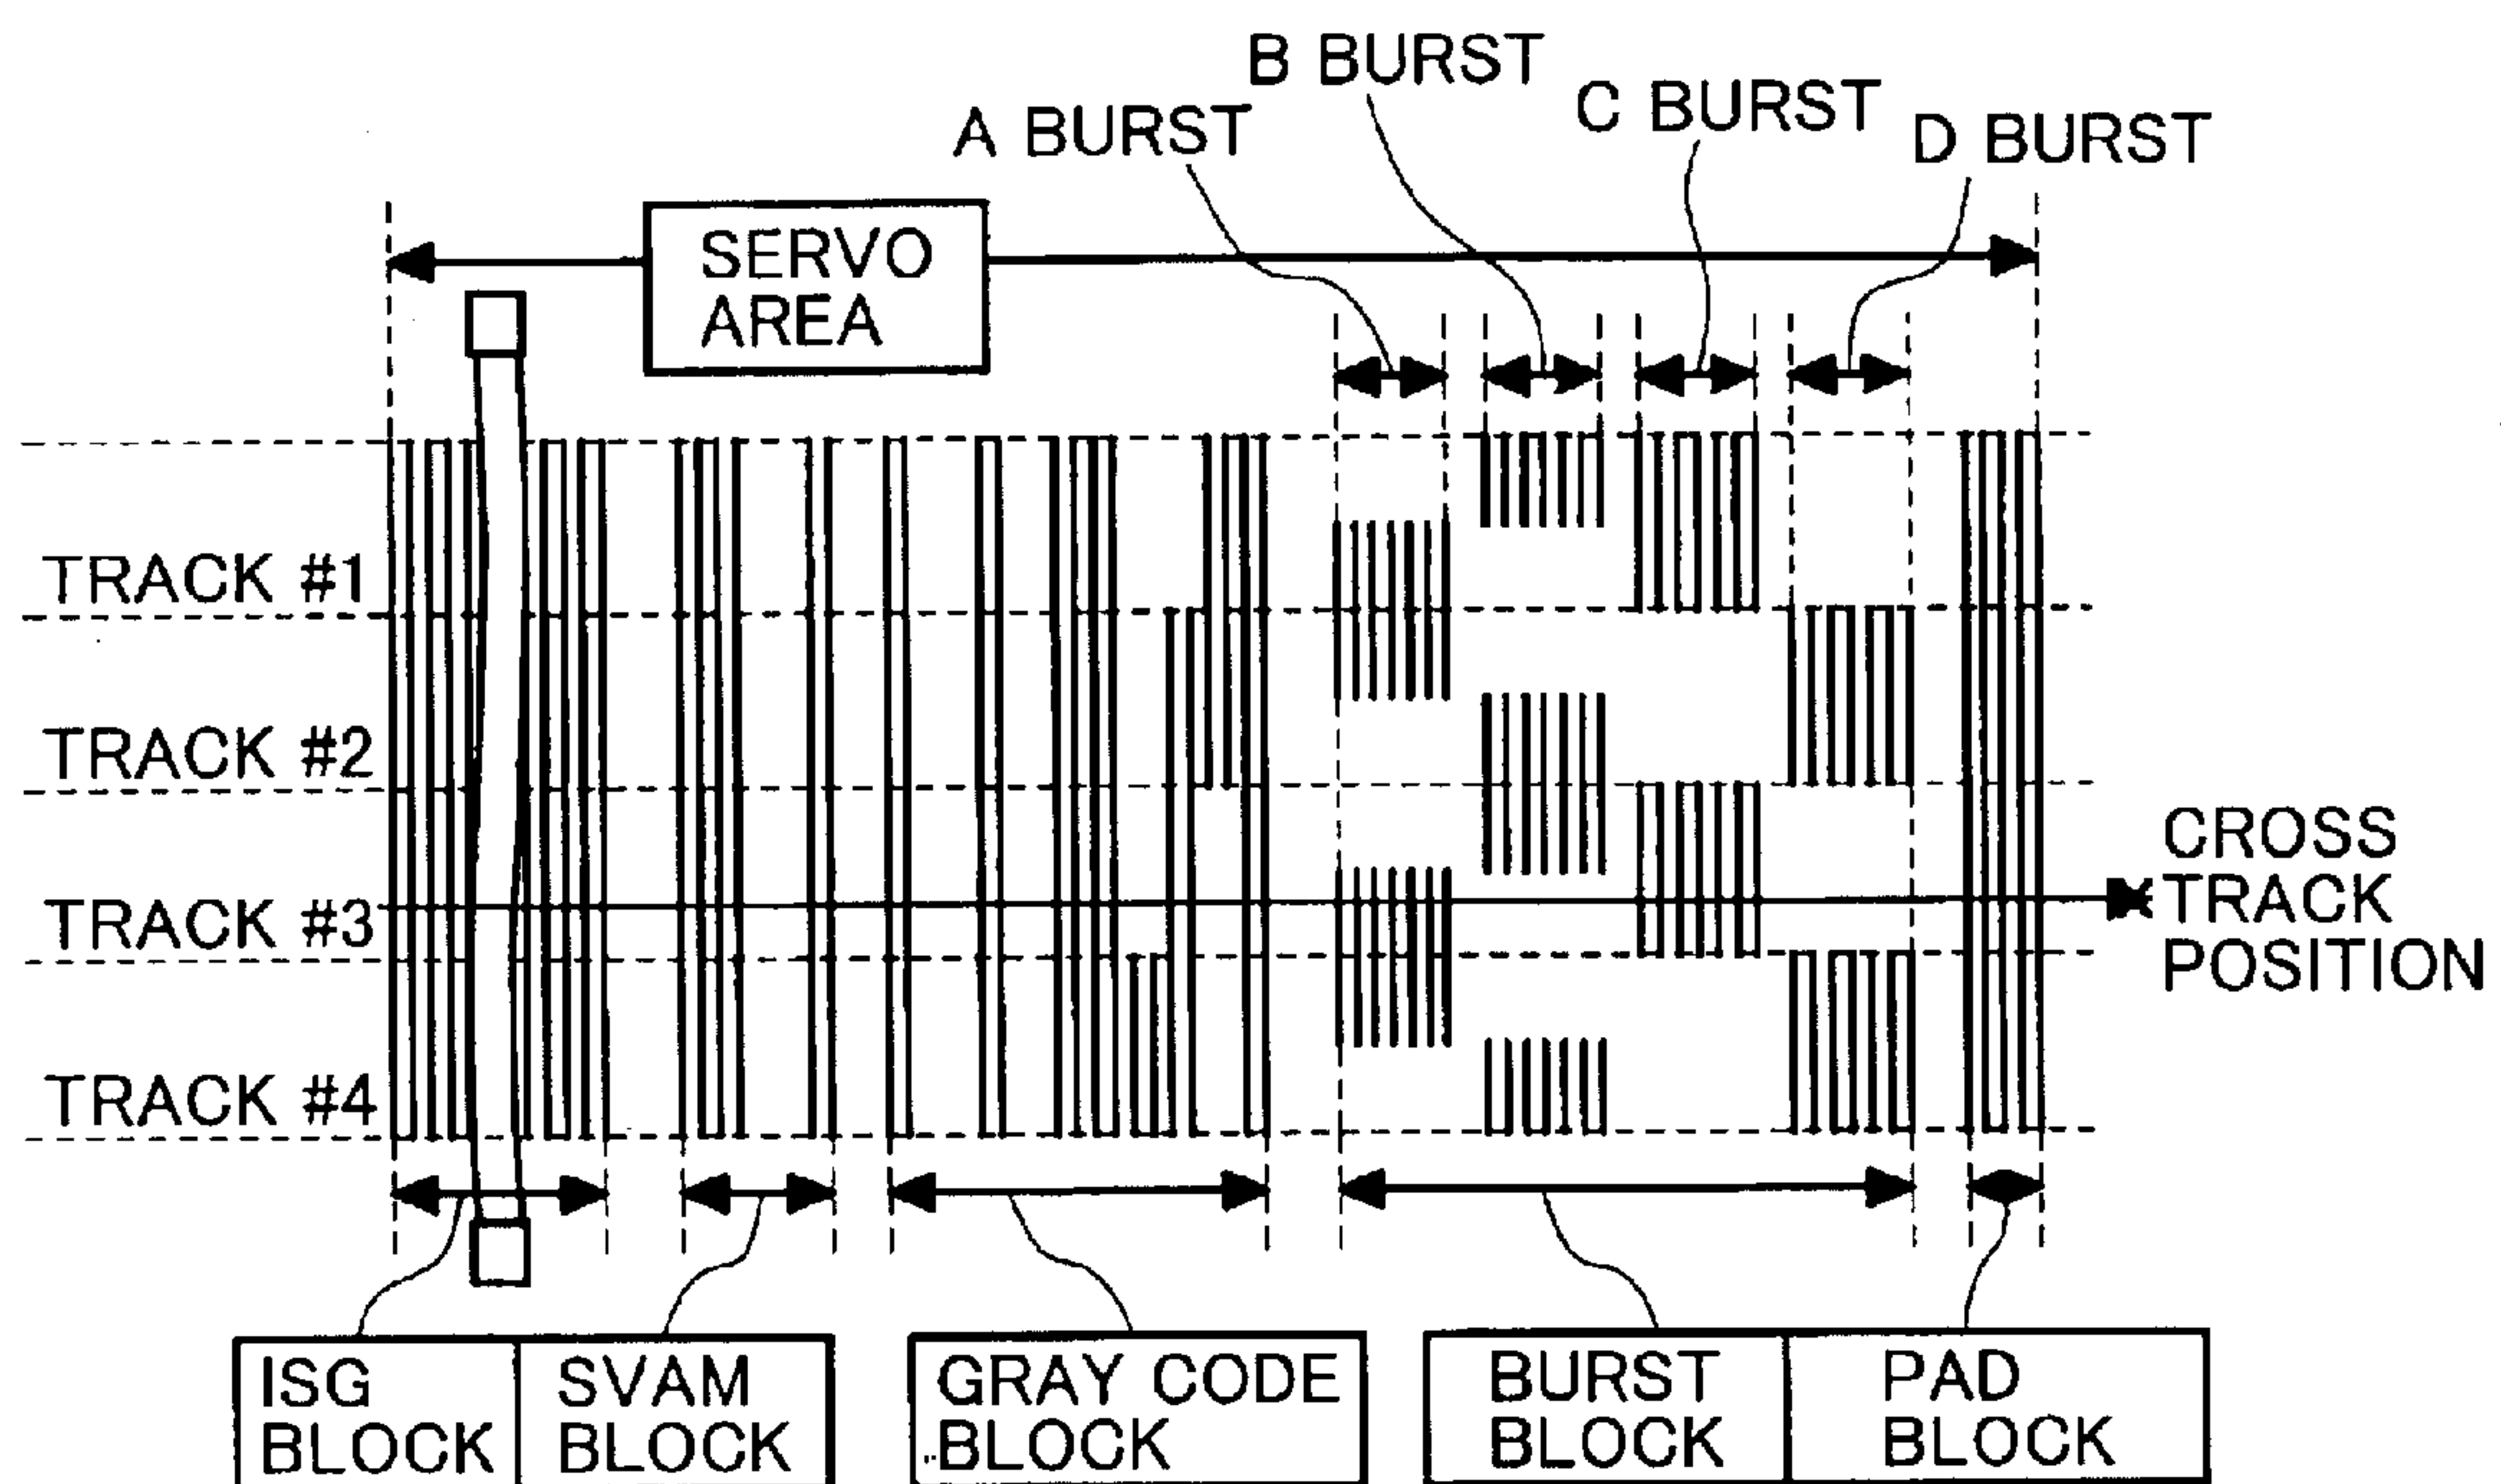 B BURST
C BURST
A BURST
D BURST
SERVO
AREA
TRACK #1
TRACK #2
TRACK #3
TRACK #4
CROSS
TRACK
POSITION
ISG
BLOCK
SVAM
BLOCK
GRAY CODE
BLOCK
BURST
BLOCK
PAD
BLOCK